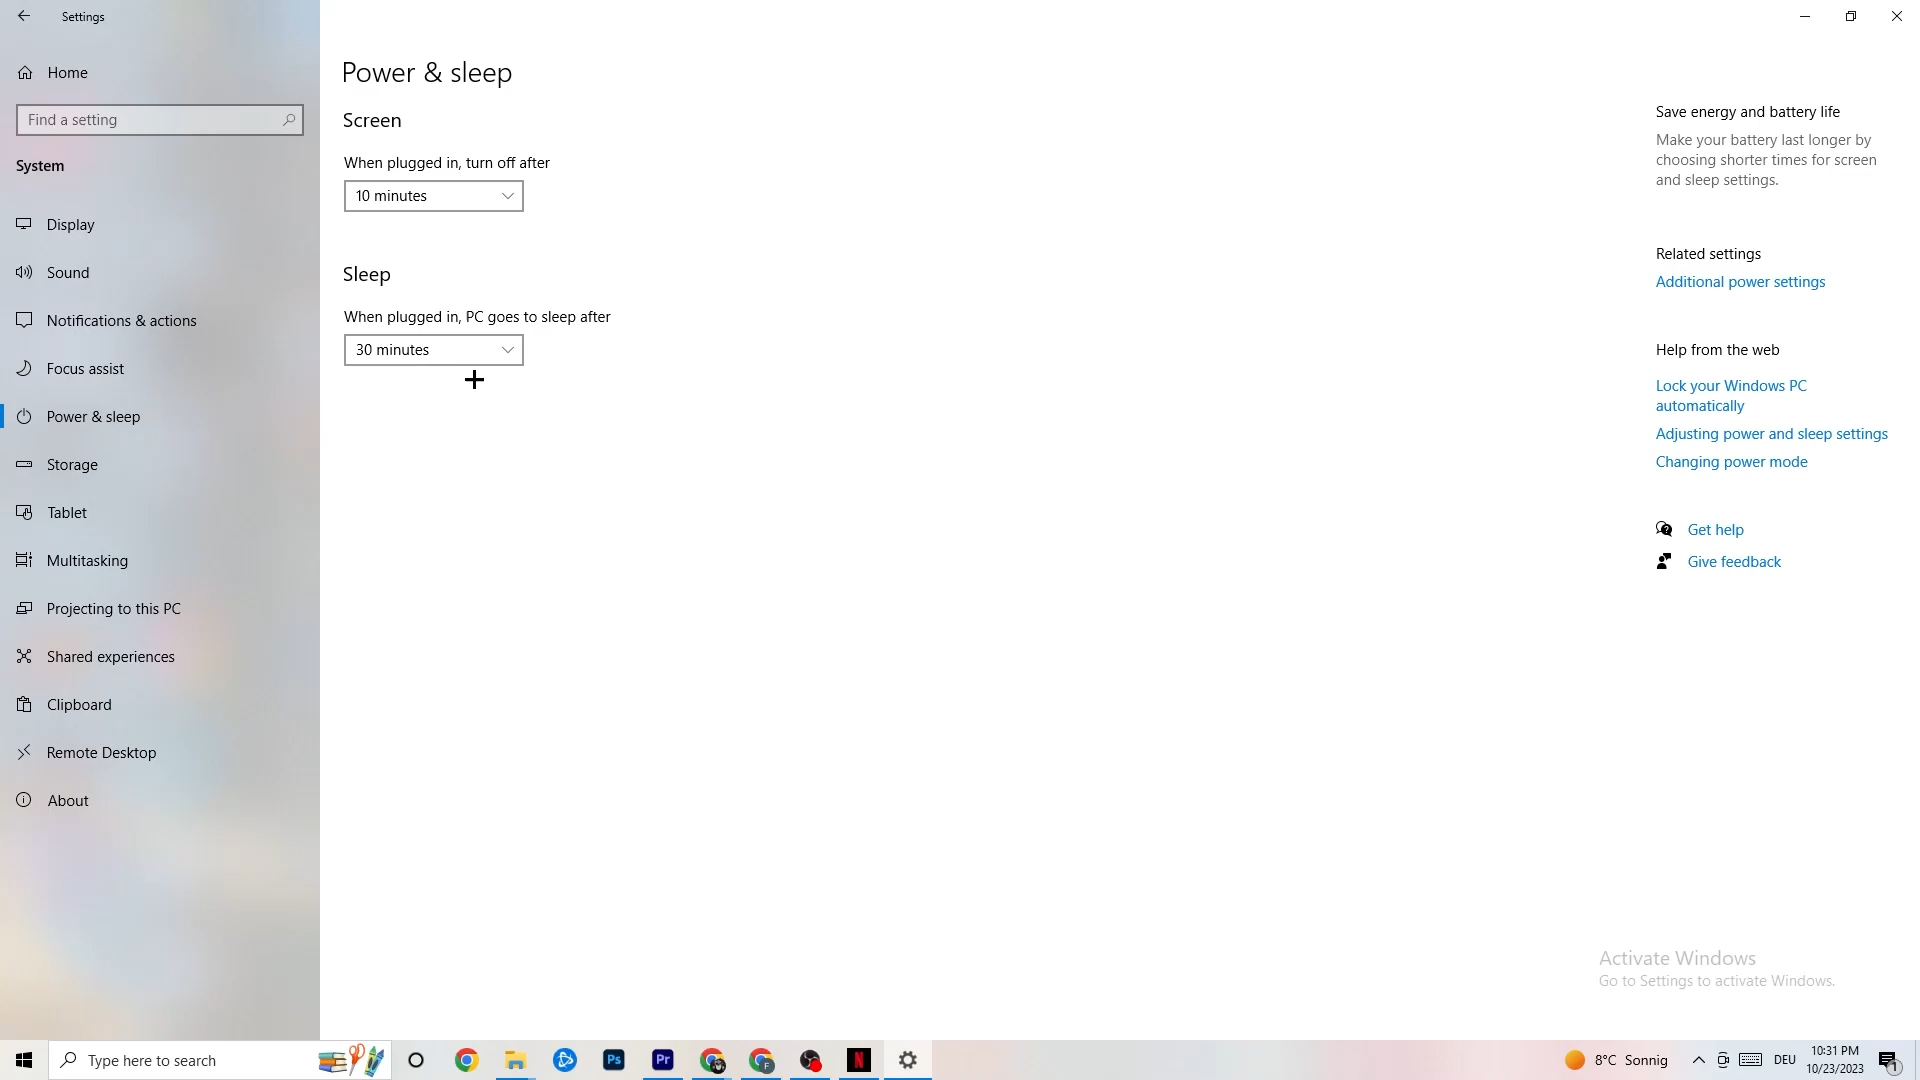 Settings
Home
Find a setting
System
Display
Sound
Notifications & actions
Focus assist
Power & sleep
Storage
Tablet
Multitasking
Projecting to this PC
Shared experiences
Clipboard
Remote Desktop
About
Power & sleep
Screen
When plugged in, turn off after
10 minutes
Sleep
When plugged in, PC goes to sleep after
30 minutes
Save energy and battery life
Make your battery last longer by
choosing shorter times for screen
and sleep settings.
Related settings
Additional power settings
Help from the web
Lock your Windows PC
automatically
Adjusting power and sleep settings
Changing power mode
Get help
Give feedback
Activate Windows
Go to Settings to activate Windows.
Type here to search
Ps
Pr
F
N
8°C Sonnig
DEU
10:31 PM
10/23/2023
1